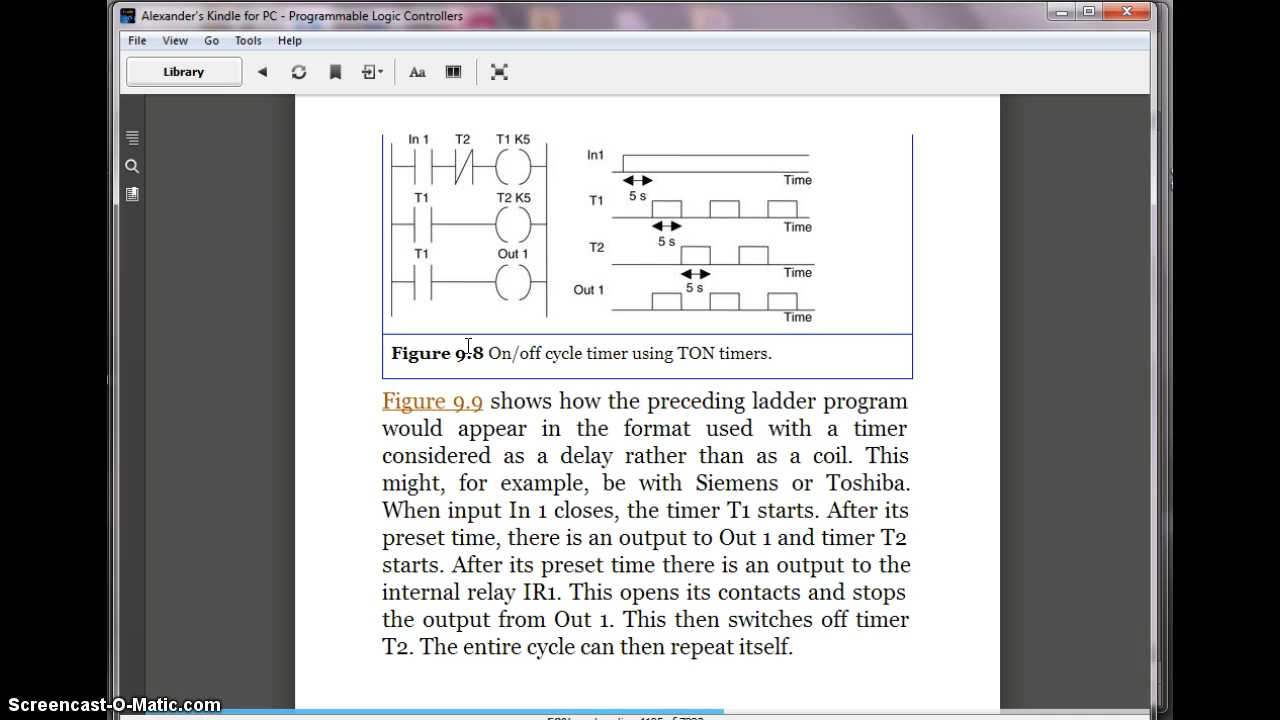 Alexander's Kindle for PC - Programmable Logic Controllers
File View Go Tools Help
Library Aa
In 1 T2 T1 K5
T1 T2 K5
T1 Out 1
In1 Time
5 s
T1 Time
5 s
T2 Time
5 s
Out 1 Time
Figure 9.8 On/off cycle timer using TON timers.
Figure 9.9 shows how the preceding ladder program
would appear in the format used with a timer
considered as a delay rather than as a coil. This
might, for example, be with Siemens or Toshiba.
When input In 1 closes, the timer T1 starts. After its
preset time, there is an output to Out 1 and timer T2
starts. After its preset time there is an output to the
internal relay IR1. This opens its contacts and stops
the output from Out 1. This then switches off timer
T2. The entire cycle can then repeat itself.
Screencast-O-Matic.com